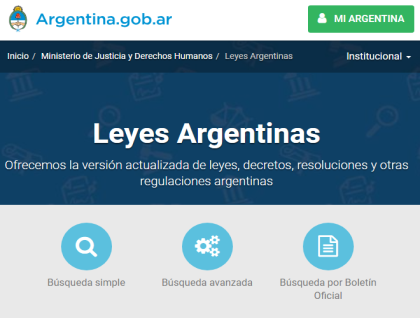 Argentina.gob.ar
MI ARGENTINA
Inicio / Ministerio de Justicia y Derechos Humanos / Leyes Argentinas
Institucional
Leyes Argentinas
Ofrecemos la versión actualizada de leyes, decretos, resoluciones y otras
regulaciones argentinas
Búsqueda simple
Búsqueda avanzada
Búsqueda por Boletín
Oficial